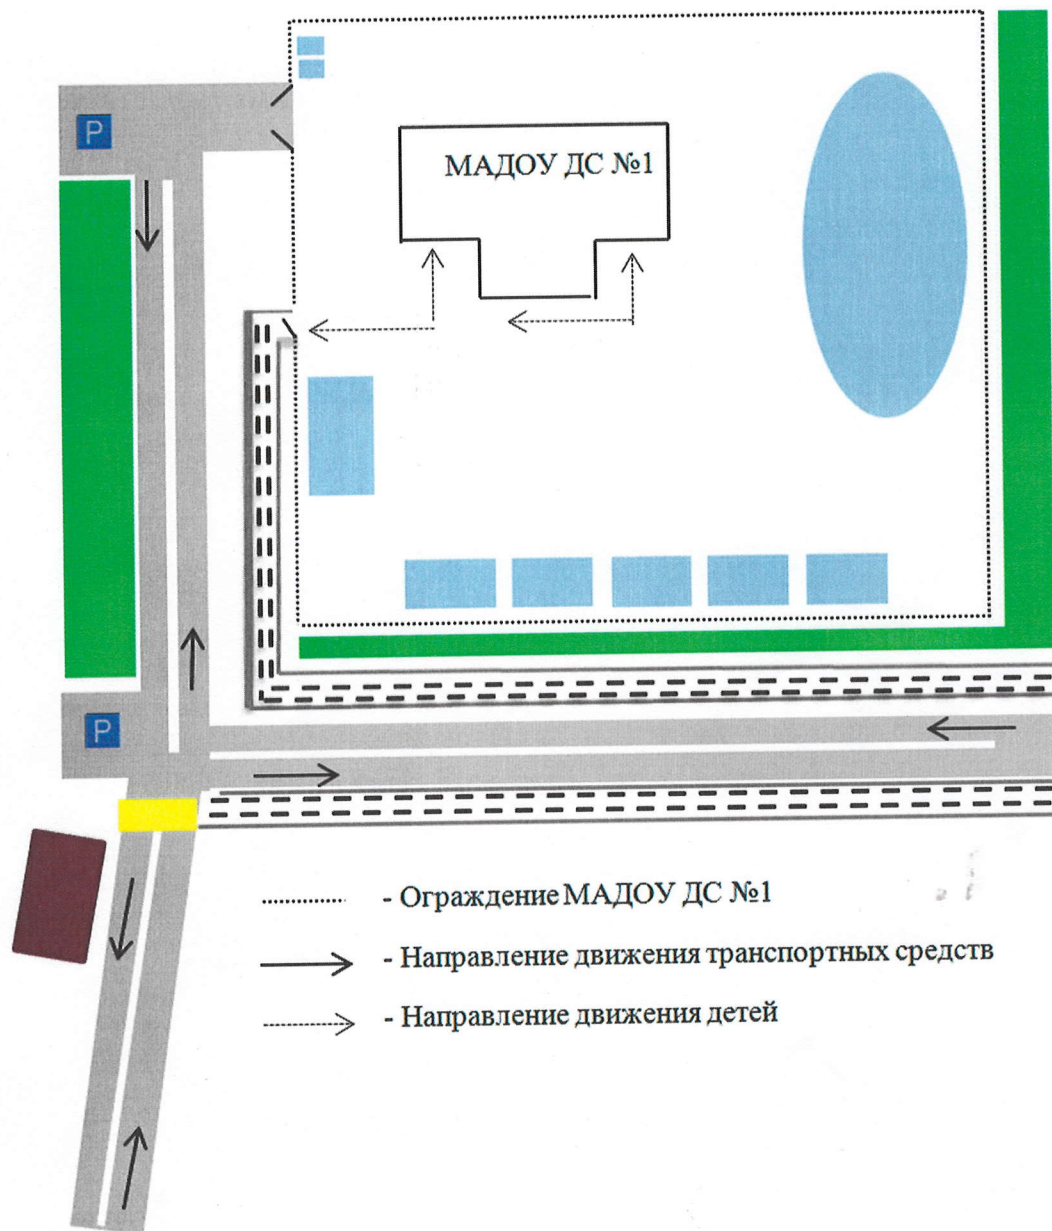 P
МАДОУ ДС №1
P
- Ограждение МАДОУ ДС №1
- Направление движения транспортных средств
- Направление движения детей